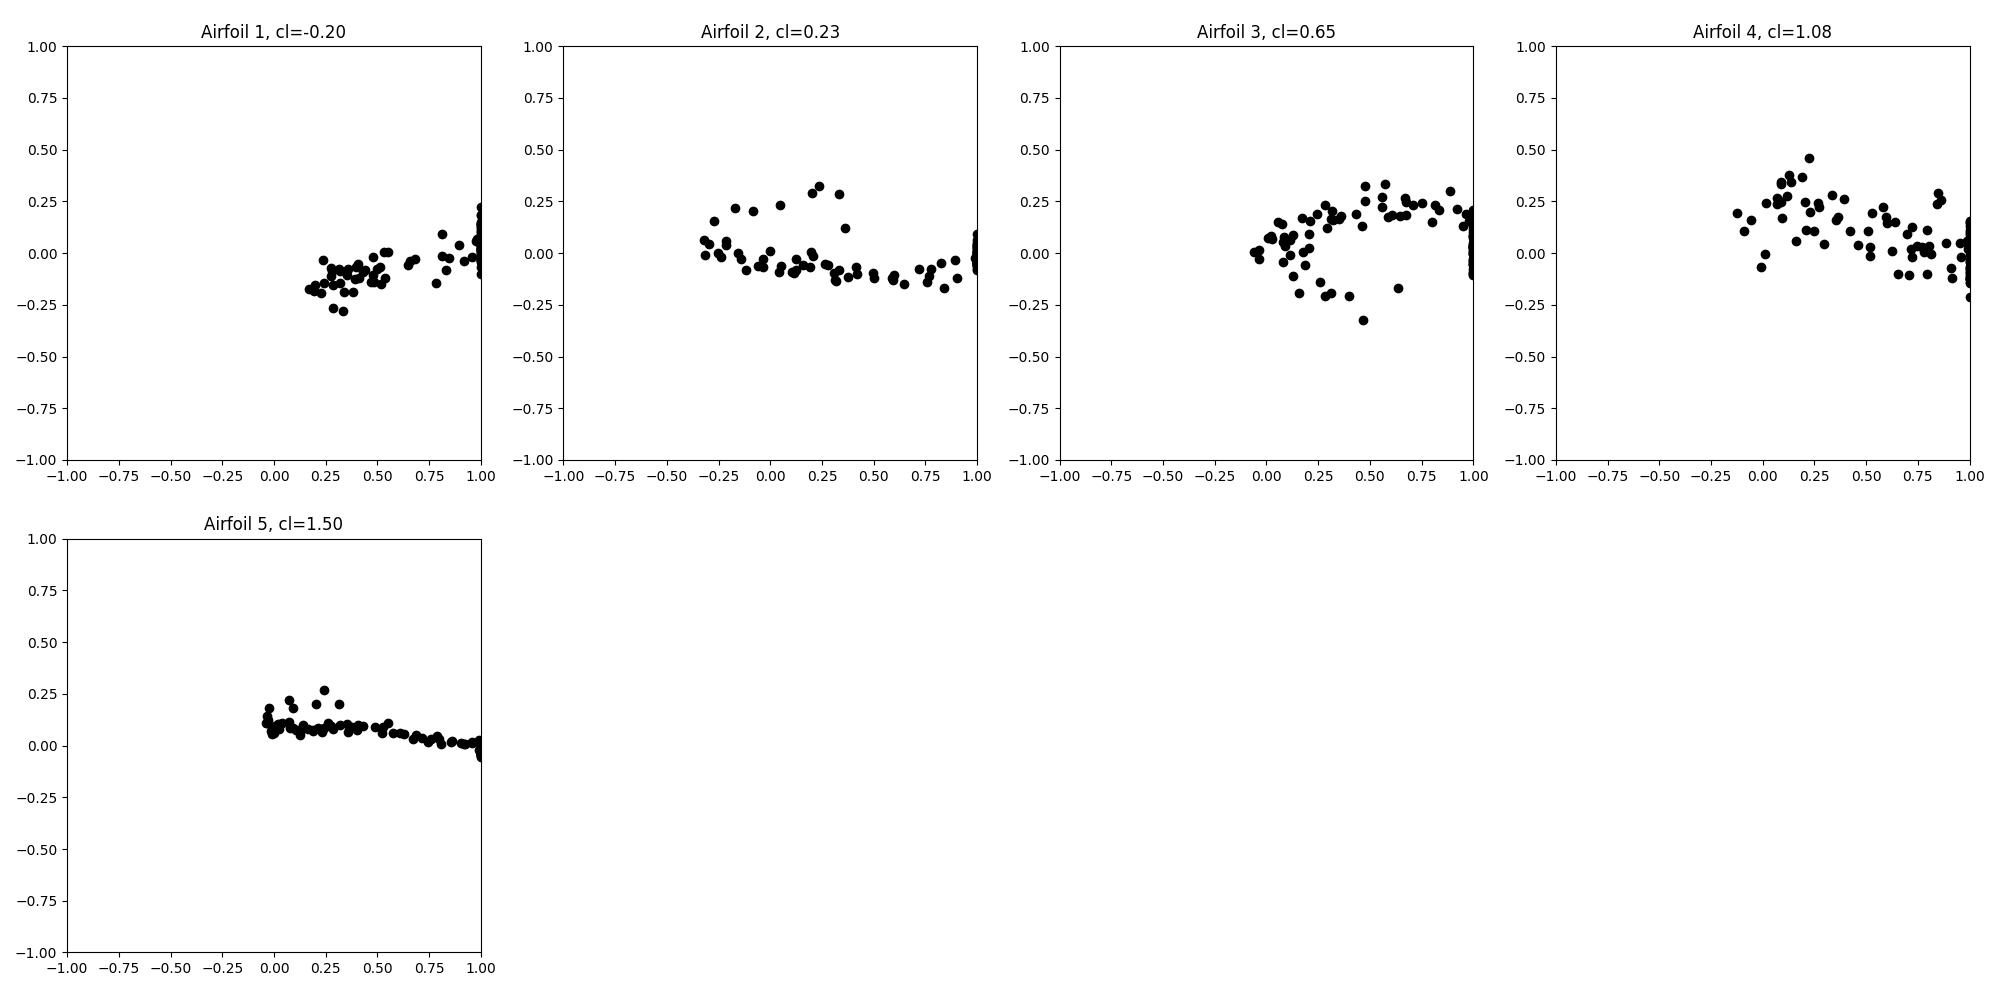 Airfoil 1, cl=-0.20
Airfoil 2, cl=0.23
Airfoil 3, cl=0.65
Airfoil 4, cl=1.08
1.00 1.00 1.00 1.00
0.75 0.75 0.75 0.75
0.50 0.50 0.50 0.50
0.25 0.25 0.25 0.25
0.00 0.00 0.00 0.00
−0.25 −0.25 −0.25 −0.25
−0.50 −0.50 −0.50 −0.50
−0.75 −0.75 −0.75 −0.75
−1.00 −1.00 −1.00 −1.00
−1.00 −0.75 −0.50 −0.25 0.00 0.25 0.50 0.75 1.00
−1.00 −0.75 −0.50 −0.25 0.00 0.25 0.50 0.75 1.00
−1.00 −0.75 −0.50 −0.25 0.00 0.25 0.50 0.75 1.00
−1.00 −0.75 −0.50 −0.25 0.00 0.25 0.50 0.75 1.00
Airfoil 5, cl=1.50
1.00
0.75
0.50
0.25
0.00
−0.25
−0.50
−0.75
−1.00
−1.00 −0.75 −0.50 −0.25 0.00 0.25 0.50 0.75 1.00